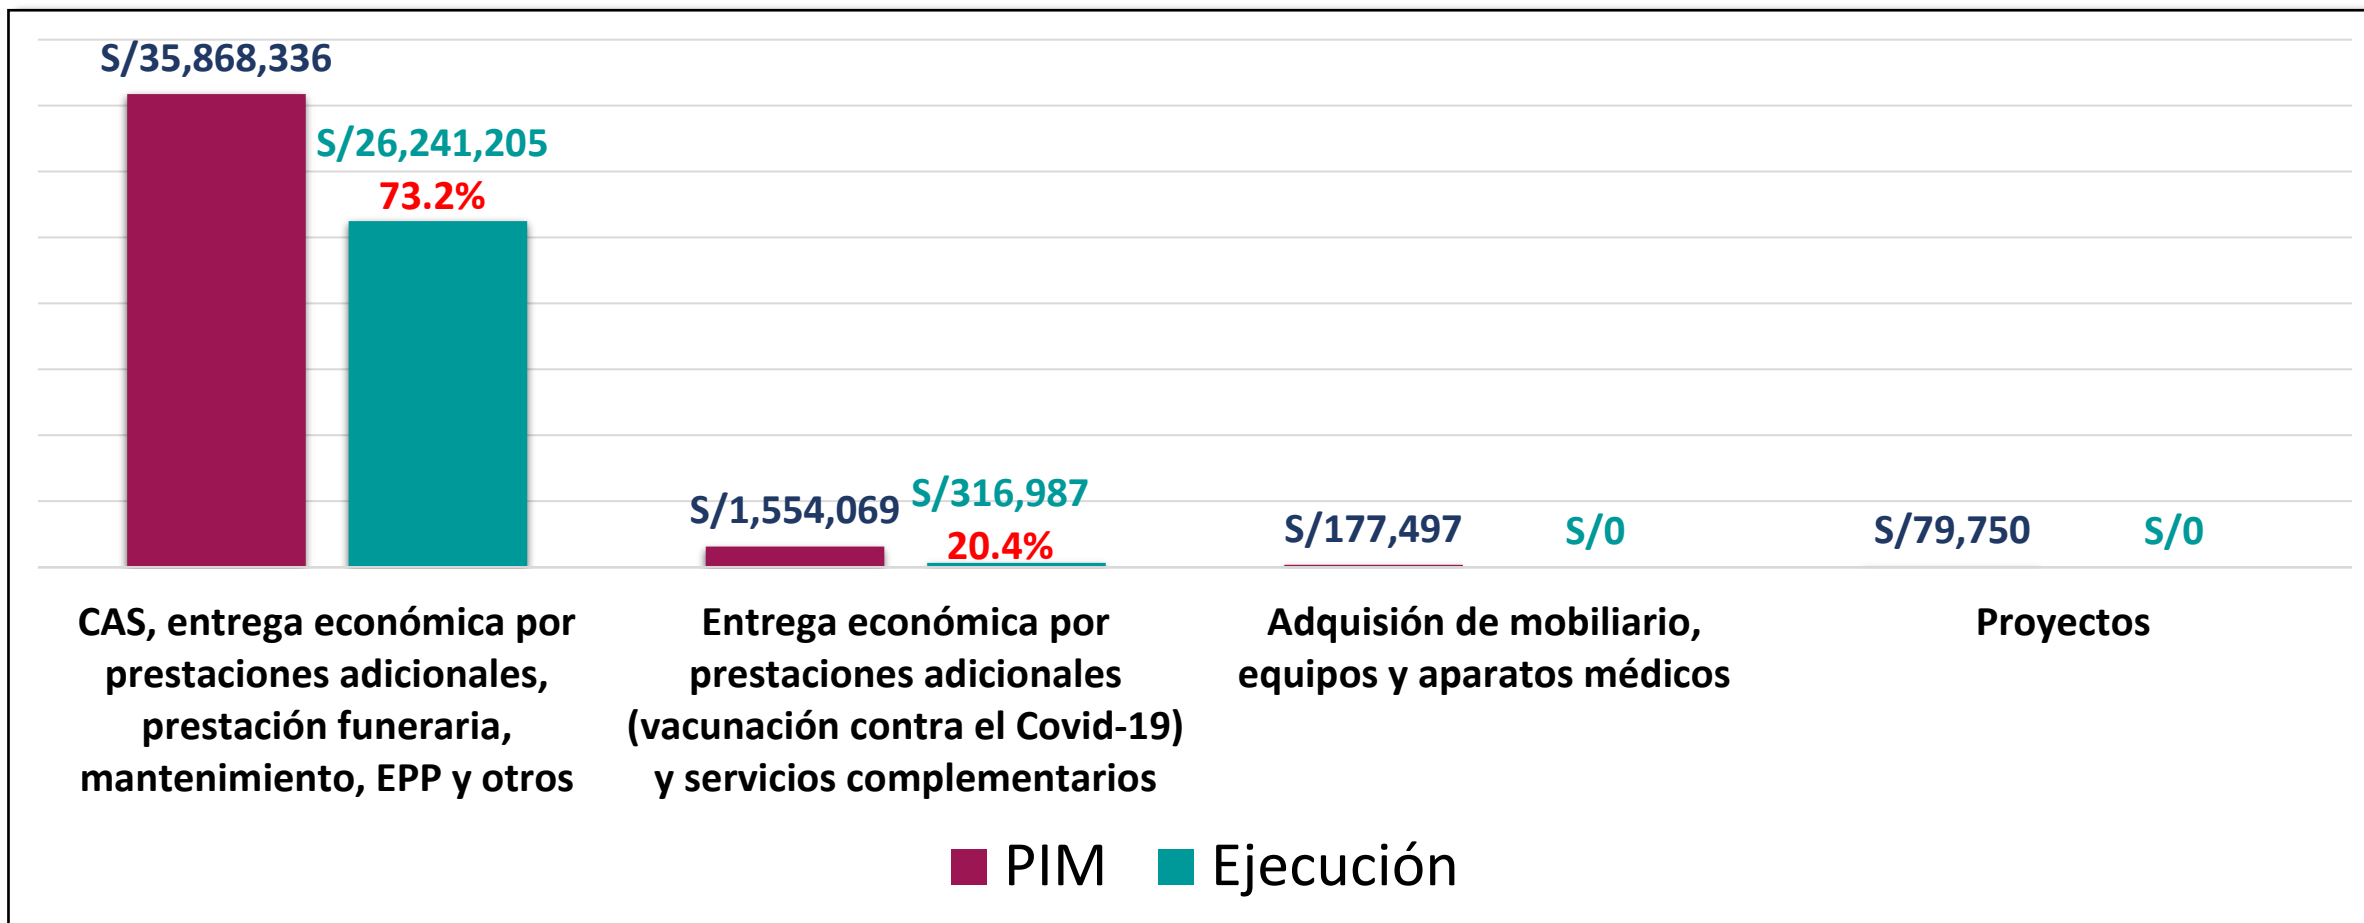 S/35,868,336
S/26,241,205
73.2%
S/1,554,069
S/316,987
20.4%
S/177,497
S/0
S/79,750
S/0
CAS, entrega económica por
prestaciones adicionales,
prestación funeraria,
mantenimiento, EPP y otros
Entrega económica por
prestaciones adicionales
(vacunación contra el Covid-19)
y servicios complementarios
Adquisión de mobiliario,
equipos y aparatos médicos
Proyectos
PIM
Ejecución